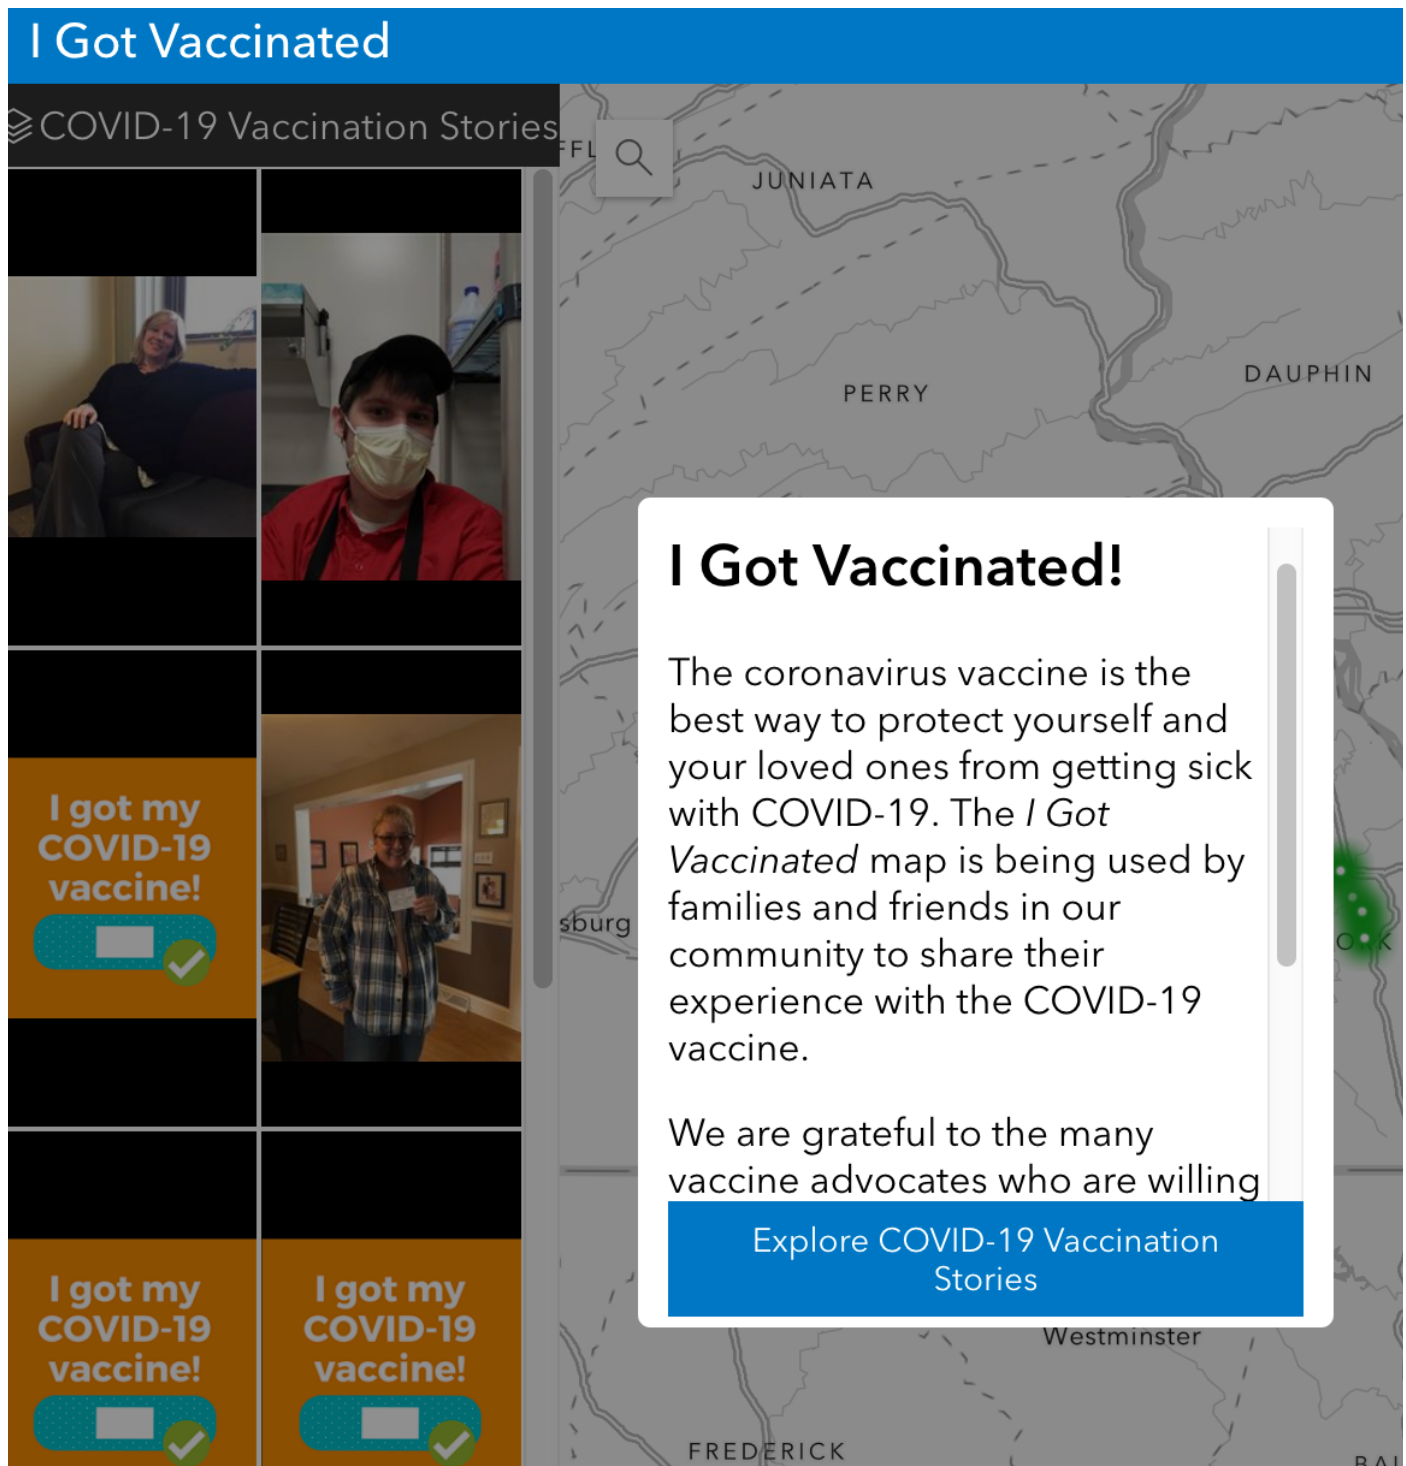 I Got Vaccinated
COVID-19 Vaccination Stories
JUNIATA
PERRY
DAUPHIN
I got my
COVID-19
vaccine!
I got my
COVID-19
vaccine!
I got my
COVID-19
vaccine!
sburg
I Got Vaccinated!
The coronavirus vaccine is the
best way to protect yourself and
your loved ones from getting sick
with COVID-19. The I Got
Vaccinated map is being used by
families and friends in our
community to share their
experience with the COVID-19
vaccine.
We are grateful to the many
vaccine advocates who are willing
Explore COVID-19 Vaccination
Stories
Westminster
FREDERICK